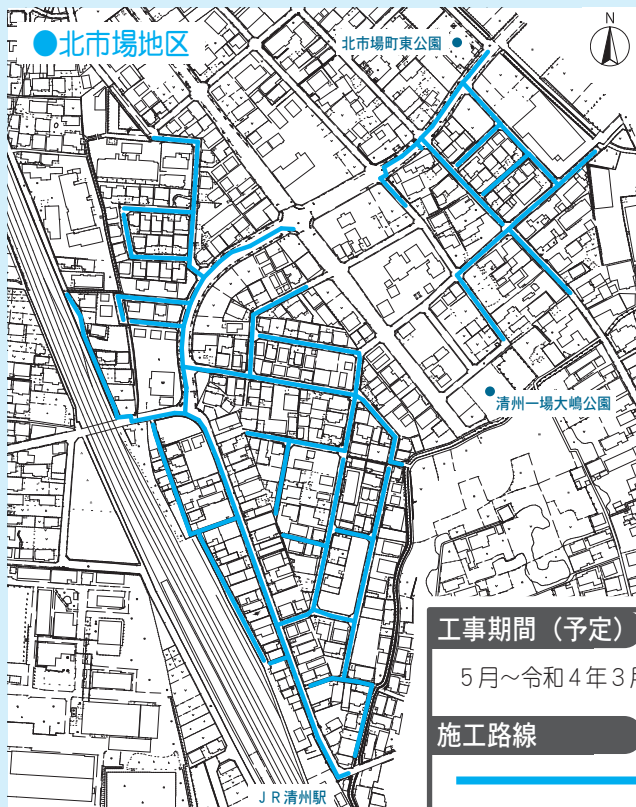 ●北市場地区
北市場町東公園
N
清州一場大嶋公園
工事期間（予定）
５月～令和４年３月
施工路線
ＪＲ清州駅